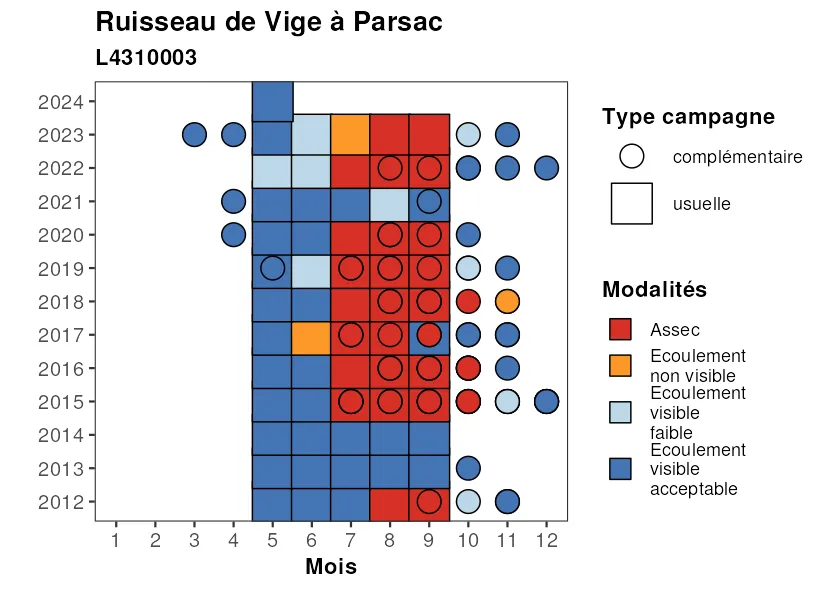 Ruisseau de Vige à Parsac
L4310003
2024
2023
2022
2021
2020
2019
2018
2017
2016
2015
2014
2013
2012
1 2 3 4 5 6 7 8 9 10 11 12
Mois
Type campagne
complémentaire
usuelle
Modalités
Assec
Ecoulement
non visible
Ecoulement
visible
faible
Ecoulement
visible
acceptable